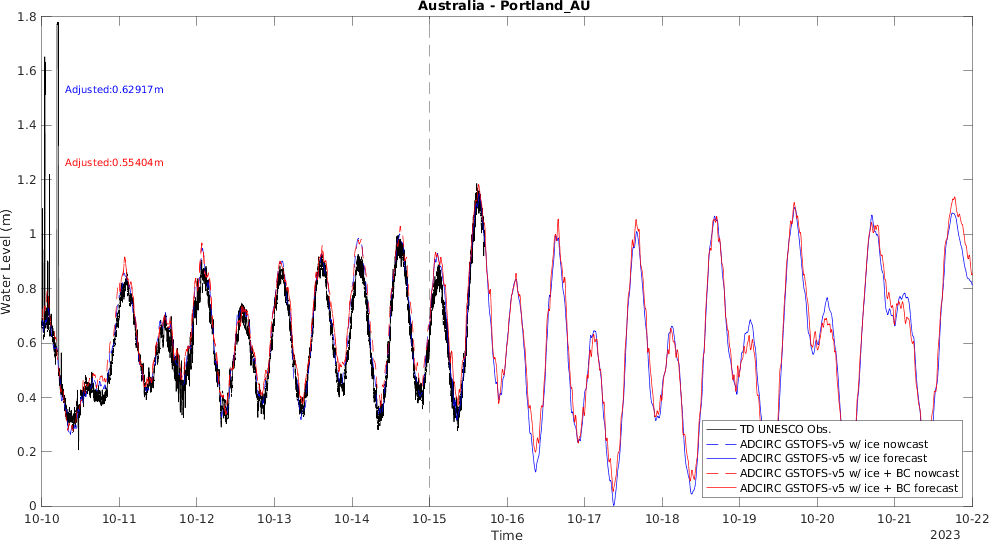 Australia - Portland_AU
1.8
1.6
1.4
1.2
1
0.8
0.6
0.4
0.2
0
Water Level (m)
Adjusted:0.62917m
Adjusted:0.55404m
TD UNESCO Obs.
ADCIRC GSTOFS-v5 w/ ice nowcast
ADCIRC GSTOFS-v5 w/ ice forecast
ADCIRC GSTOFS-v5 w/ ice + BC nowcast
ADCIRC GSTOFS-v5 w/ ice + BC forecast
10-10 10-11 10-12 10-13 10-14 10-15 10-16 10-17 10-18 10-19 10-20 10-21 10-22
Time
2023